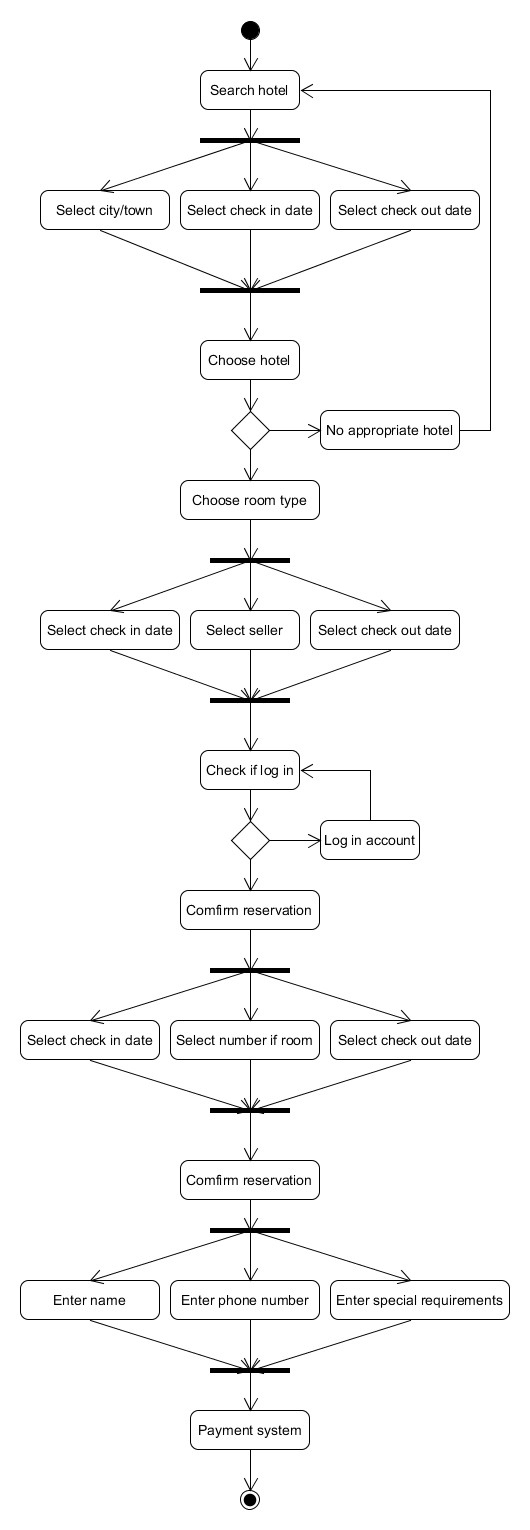 Search hotel
Select city/town
Select check in date
Select check out date
Choose hotel
No appropriate hotel
Choose room type
Select check in date
Select seller
Select check out date
Check if log in
Log in account
Comfirm reservation
Select check in date
Select number if room
Select check out date
Comfirm reservation
Enter name
Enter phone number
Enter special requirements
Payment system